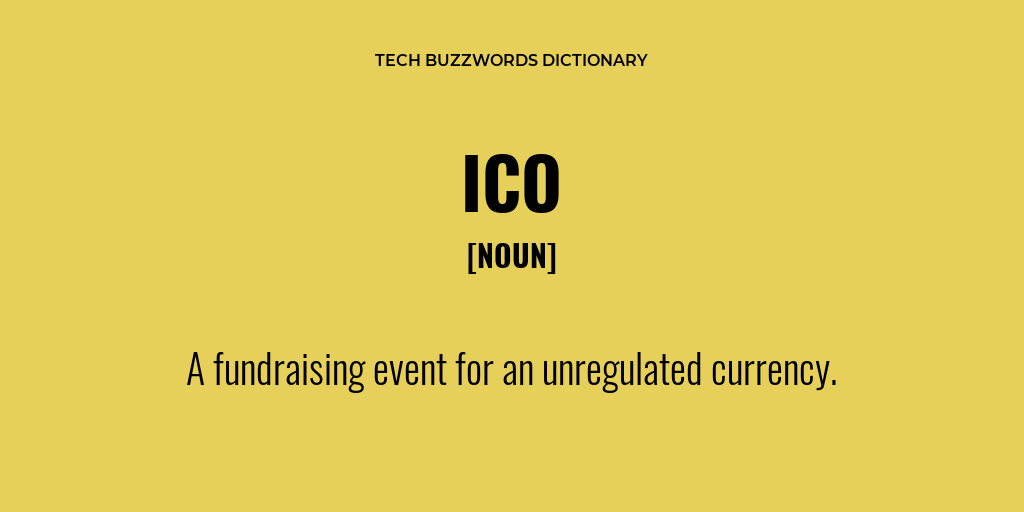 TECH BUZZWORDS DICTIONARY
ICO
[NOUN]
A fundraising event for an unregulated currency.